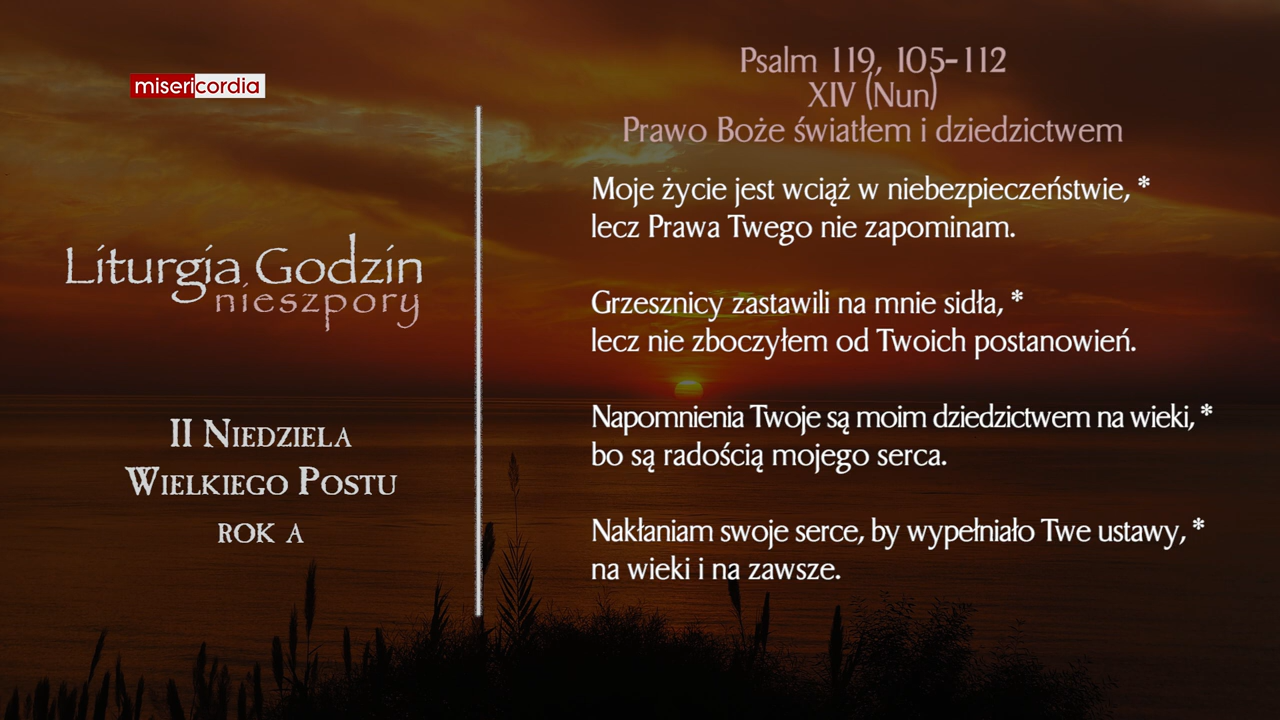 misericordia
Liturgia Godzin
nieszpory
II Niedziela
Wielkiego Postu
rok A
Psalm 119, 105-112
XIV (Nun)
Prawo Boże światłem i dziedzictwem
Moje życie jest wciąż w niebezpieczeństwie, *
lecz Prawa Twego nie zapominam.
Grzesznicy zastawili na mnie sidła, *
lecz nie zboczyłem od Twoich postanowień.
Napomnienia Twoje są moim dziedzictwem na wieki, *
bo są radością mojego serca.
Nakłaniam swoje serce, by wypełniało Twe ustawy, *
na wieki i na zawsze.